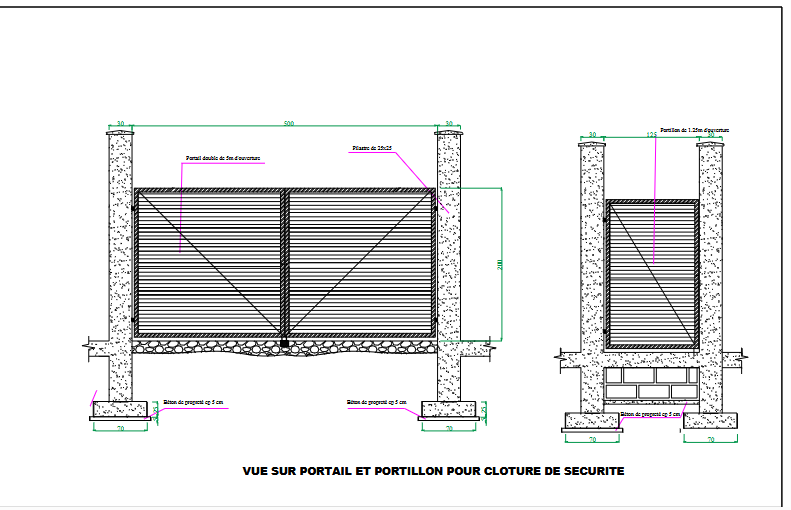 30 500 30
Portail double de 5m d'ouverture
Pilastre de 25x25
200
Béton de propreté ep 5 cm
Béton de propreté ep 5 cm
70
70
Portillon de 1.25m d'ouverture
30 125 30
Béton de propreté ep 5 cm
70
70
VUE SUR PORTAIL ET PORTILLON POUR CLOTURE DE SECURITE